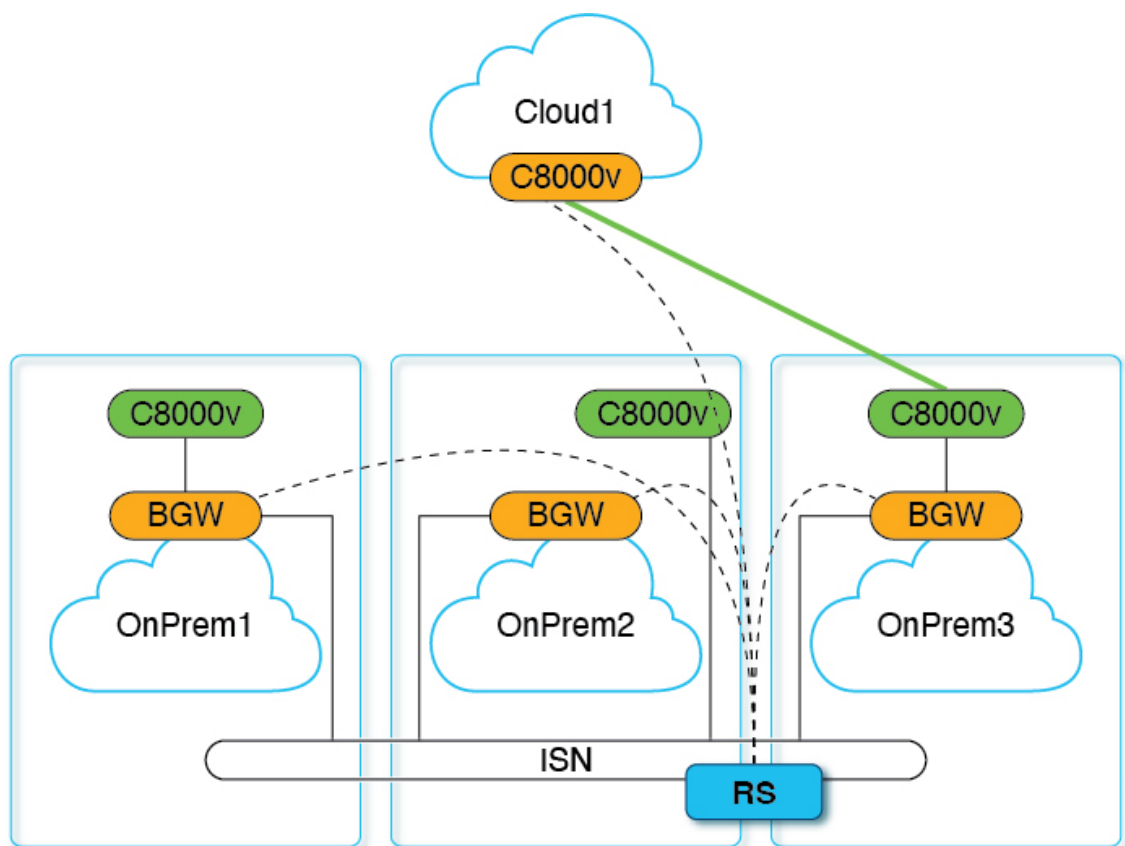 Cloud1
C8000v
C8000v
C8000v
C8000v
BGW
BGW
BGW
OnPrem1
OnPrem2
OnPrem3
ISN
RS